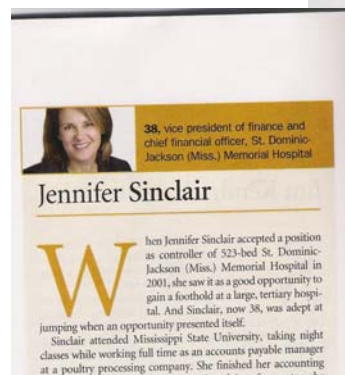 38, vice president of finance and
chief financial officer, St. Dominic-
Jackson (Miss.) Memorial Hospital
Jennifer Sinclair
When Jennifer Sinclair accepted a position
as controller of 523-bed St. Dominic-
Jackson (Miss.) Memorial Hospital in
2001, she saw it as a good opportunity to
gain a foothold at a large, tertiary hospi-
tal. And Sinclair, now 38, was adept at
jumping when an opportunity presented itself.
Sinclair attended Mississippi State University, taking night
classes while working full time as an accounts payable manager
at a poultry processing company. She finished her accounting